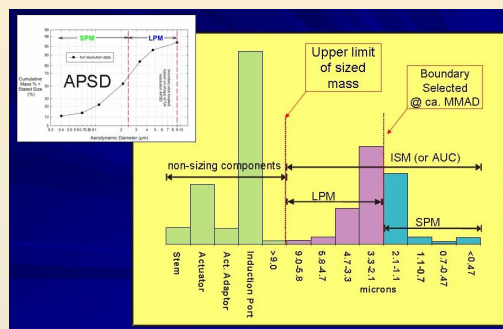 SPM
LPM
full resolution data
APSD
Cumulative
Mass % <
Stated Size
(%)
Aerodynamic Diameter (µm)
Upper limit
of sized
mass
Boundary
Selected
@ ca. MMAD
non-sizing components
ISM (or AUC)
LPM
SPM
Stem
Actuator
Act. Adaptor
Induction Port
>9.0
9.0-5.8
5.8-4.7
4.7-3.3
3.3-2.1
2.1-1.1
1.1-0.7
0.7-0.47
<0.47
microns